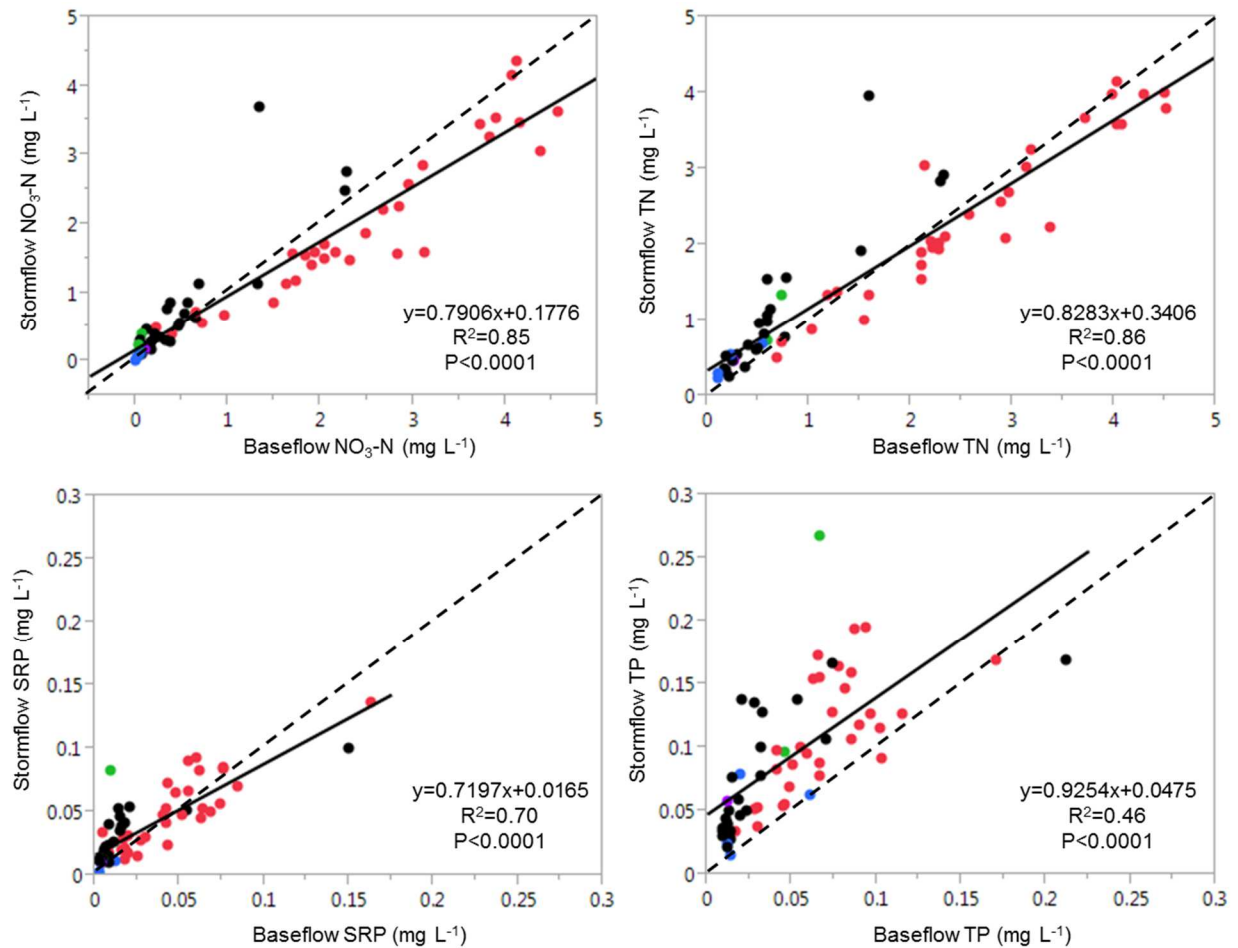 5
4
3
2
1
0
Stormflow NO₃-N (mg L⁻¹)
y=0.7906x+0.1776
R²=0.85
P<0.0001
0 1 2 3 4 5
Baseflow NO₃-N (mg L⁻¹)
5
4
3
2
1
0
Stormflow TN (mg L⁻¹)
y=0.8283x+0.3406
R²=0.86
P<0.0001
0 1 2 3 4 5
Baseflow TN (mg L⁻¹)
0.3
0.25
0.2
0.15
0.1
0.05
0
Stormflow SRP (mg L⁻¹)
y=0.7197x+0.0165
R²=0.70
P<0.0001
0 0.05 0.1 0.15 0.2 0.25 0.3
Baseflow SRP (mg L⁻¹)
0.3
0.25
0.2
0.15
0.1
0.05
0
Stormflow TP (mg L⁻¹)
y=0.9254x+0.0475
R²=0.46
P<0.0001
0 0.05 0.1 0.15 0.2 0.25 0.3
Baseflow TP (mg L⁻¹)